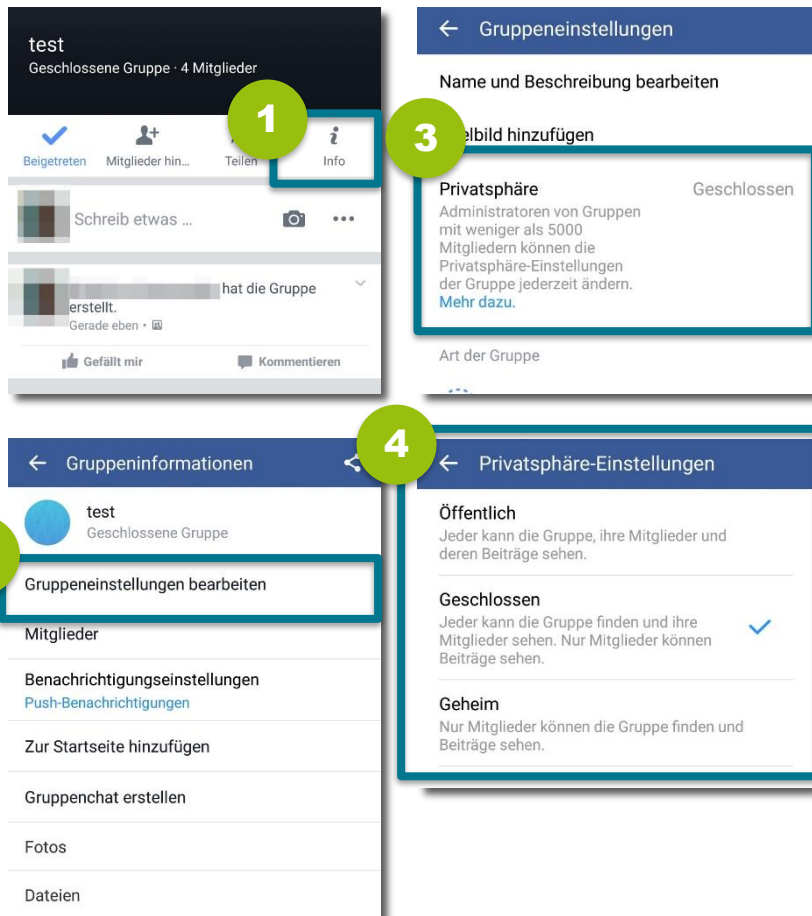 test
Geschlossene Gruppe · 4 Mitglieder
1
Beigetreten
Mitglieder hin...
Teilen
Info
Schreib etwas ...
hat die Gruppe
erstellt.
Gerade eben
Gefällt mir
Kommentieren
Gruppeneinstellungen
Name und Beschreibung bearbeiten
3
hinzufügen
Privatsphäre
Geschlossen
Administratoren von Gruppen
mit weniger als 5000
Mitgliedern können die
Privatsphäre-Einstellungen
der Gruppe jederzeit ändern.
Mehr dazu.
Art der Gruppe
Gruppeninformationen
test
Geschlossene Gruppe
Gruppeneinstellungen bearbeiten
Mitglieder
Benachrichtigungseinstellungen
Push-Benachrichtigungen
Zur Startseite hinzufügen
Gruppenchat erstellen
Fotos
Dateien
4
Privatsphäre-Einstellungen
Öffentlich
Jeder kann die Gruppe, ihre Mitglieder und
deren Beiträge sehen.
Geschlossen
Jeder kann die Gruppe finden und ihre
Mitglieder sehen. Nur Mitglieder können
Beiträge sehen.
Geheim
Nur Mitglieder können die Gruppe finden und
Beiträge sehen.